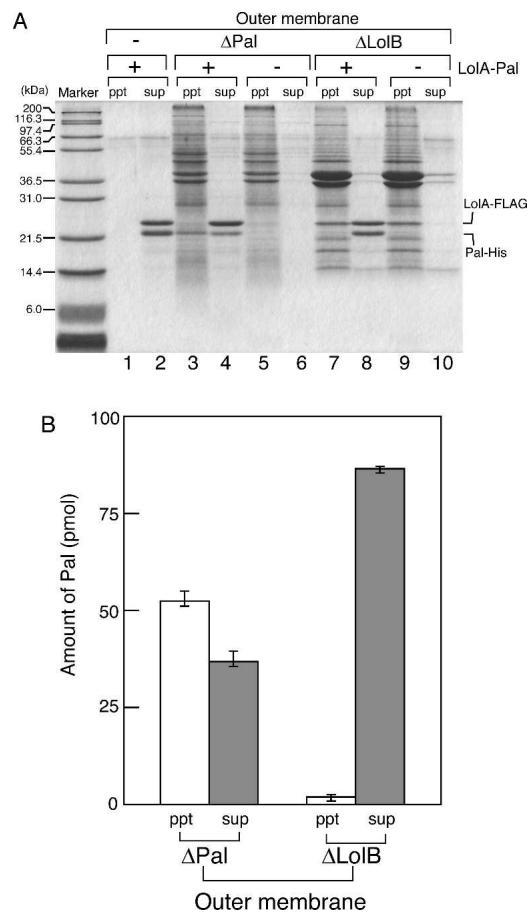 Outer membrane
A
- ΔPal ΔLolB
+ + - + - LolA-Pal
(kDa) Marker ppt sup ppt sup ppt sup ppt sup ppt sup
200
116.3
97.4
66.3
55.4
36.5
31.0
LolA-FLAG
21.5
Pal-His
14.4
6.0
1 2 3 4 5 6 7 8 9 10
B
100
75
50
25
0
Amount of Pal (pmol)
ppt sup ppt sup
ΔPal ΔLolB
Outer membrane